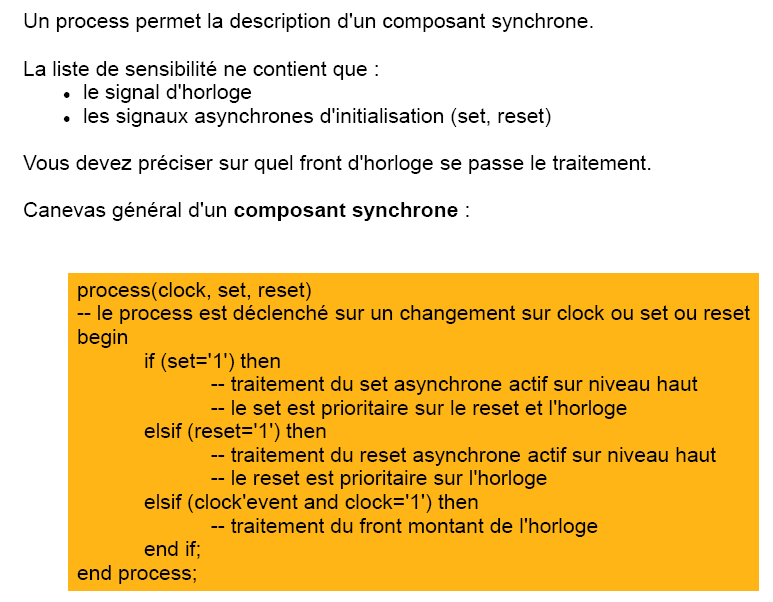 Un process permet la description d'un composant synchrone.
La liste de sensibilité ne contient que :
• le signal d'horloge
• les signaux asynchrones d'initialisation (set, reset)
Vous devez préciser sur quel front d'horloge se passe le traitement.
Canevas général d'un composant synchrone :
process(clock, set, reset)
-- le process est déclenché sur un changement sur clock ou set ou reset
begin
if (set='1') then
-- traitement du set asynchrone actif sur niveau haut
-- le set est prioritaire sur le reset et l'horloge
elsif (reset='1') then
-- traitement du reset asynchrone actif sur niveau haut
-- le reset est prioritaire sur l'horloge
elsif (clock'event and clock='1') then
-- traitement du front montant de l'horloge
end if;
end process;